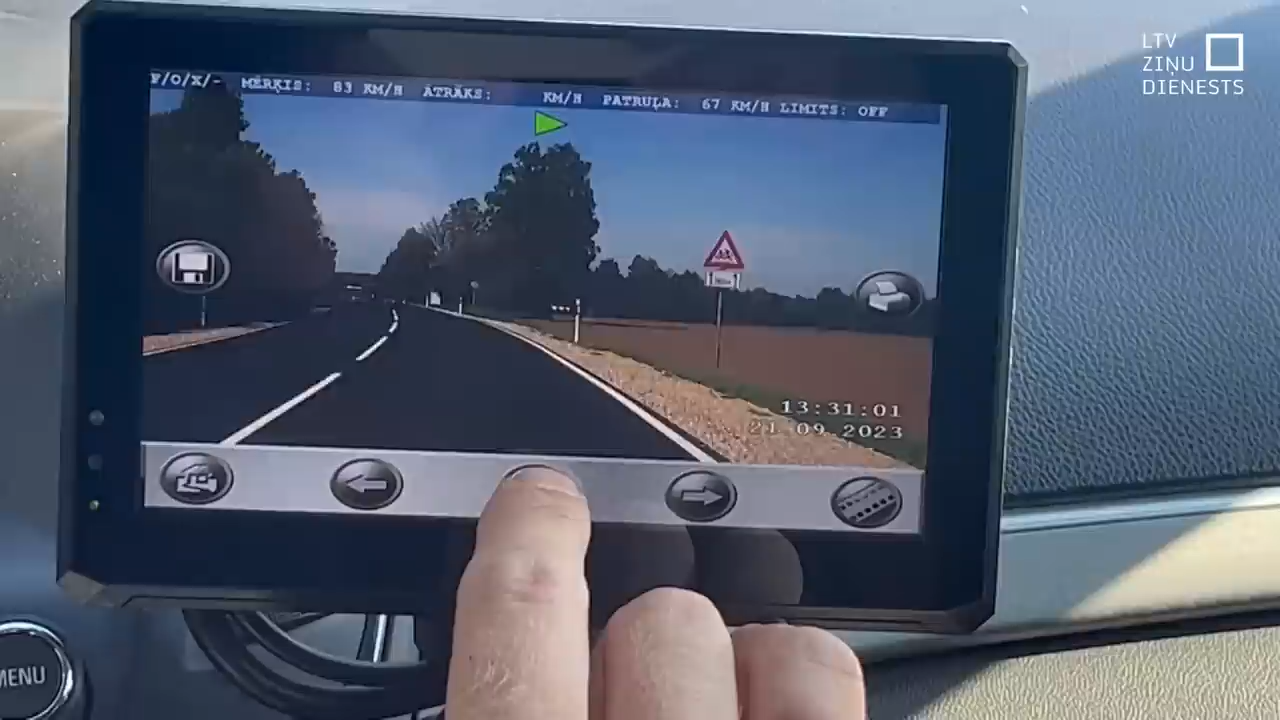 LTV
ZIŅU
DIENESTS
F/O/X/- MĒRĶIS: 83 KM/H ĀTRĀKS: KM/H PATRUĻA: 67 KM/H LIMITS: OFF
13:31:01
21 09 2023
MENU